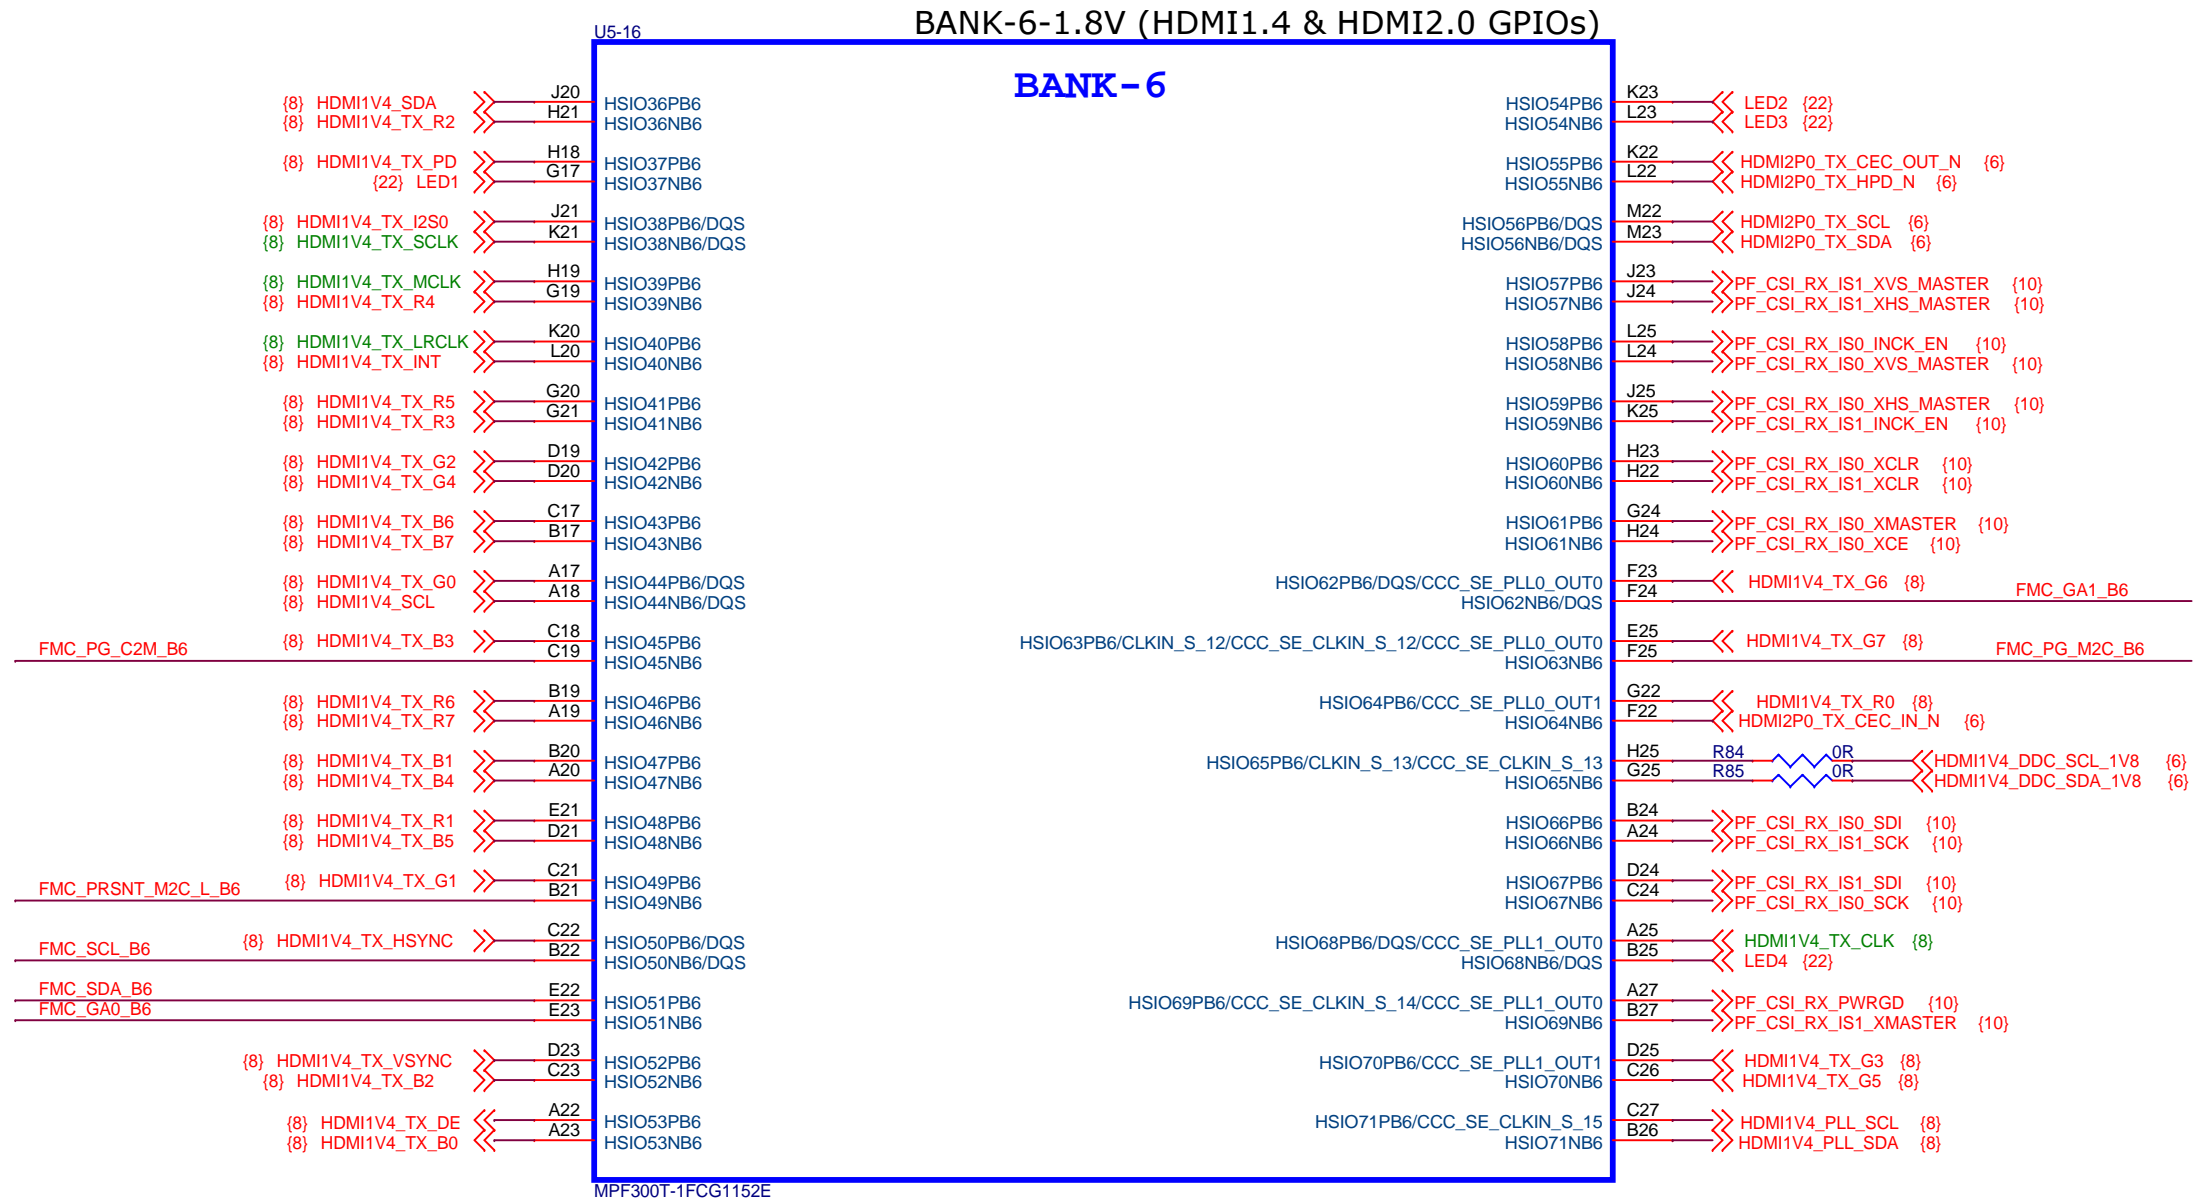 BANK-6-1.8V (HDMI1.4 & HDMI2.0 GPIOs)
U5-16
BANK-6
{8} HDMI1V4_SDA J20 HSIO36PB6
{8} HDMI1V4_TX_R2 H21 HSIO36NB6
{8} HDMI1V4_TX_PD H18 HSIO37PB6
{22} LED1 G17 HSIO37NB6
{8} HDMI1V4_TX_I2S0 J21 HSIO38PB6/DQS
{8} HDMI1V4_TX_SCLK K21 HSIO38NB6/DQS
{8} HDMI1V4_TX_MCLK H19 HSIO39PB6
{8} HDMI1V4_TX_R4 G19 HSIO39NB6
{8} HDMI1V4_TX_LRCLK K20 HSIO40PB6
{8} HDMI1V4_TX_INT L20 HSIO40NB6
{8} HDMI1V4_TX_R5 G20 HSIO41PB6
{8} HDMI1V4_TX_R3 G21 HSIO41NB6
{8} HDMI1V4_TX_G2 D19 HSIO42PB6
{8} HDMI1V4_TX_G4 D20 HSIO42NB6
{8} HDMI1V4_TX_B6 C17 HSIO43PB6
{8} HDMI1V4_TX_B7 B17 HSIO43NB6
{8} HDMI1V4_TX_G0 A17 HSIO44PB6/DQS
{8} HDMI1V4_SCL A18 HSIO44NB6/DQS
{8} HDMI1V4_TX_B3 C18 HSIO45PB6
FMC_PG_C2M_B6 C19 HSIO45NB6
{8} HDMI1V4_TX_R6 B19 HSIO46PB6
{8} HDMI1V4_TX_R7 A19 HSIO46NB6
{8} HDMI1V4_TX_B1 B20 HSIO47PB6
{8} HDMI1V4_TX_B4 A20 HSIO47NB6
{8} HDMI1V4_TX_R1 E21 HSIO48PB6
{8} HDMI1V4_TX_B5 D21 HSIO48NB6
{8} HDMI1V4_TX_G1 C21 HSIO49PB6
FMC_PRSNT_M2C_L_B6 B21 HSIO49NB6
{8} HDMI1V4_TX_HSYNC C22 HSIO50PB6/DQS
FMC_SCL_B6 B22 HSIO50NB6/DQS
FMC_SDA_B6 E22 HSIO51PB6
FMC_GA0_B6 E23 HSIO51NB6
{8} HDMI1V4_TX_VSYNC D23 HSIO52PB6
{8} HDMI1V4_TX_B2 C23 HSIO52NB6
{8} HDMI1V4_TX_DE A22 HSIO53PB6
{8} HDMI1V4_TX_B0 A23 HSIO53NB6
HSIO54PB6 K23 LED2 {22}
HSIO54NB6 L23 LED3 {22}
HSIO55PB6 K22 HDMI2P0_TX_CEC_OUT_N {6}
HSIO55NB6 L22 HDMI2P0_TX_HPD_N {6}
HSIO56PB6/DQS M22 HDMI2P0_TX_SCL {6}
HSIO56NB6/DQS M23 HDMI2P0_TX_SDA {6}
HSIO57PB6 J23 PF_CSI_RX_IS1_XVS_MASTER {10}
HSIO57NB6 J24 PF_CSI_RX_IS1_XHS_MASTER {10}
HSIO58PB6 L25 PF_CSI_RX_IS0_INCK_EN {10}
HSIO58NB6 L24 PF_CSI_RX_IS0_XVS_MASTER {10}
HSIO59PB6 J25 PF_CSI_RX_IS0_XHS_MASTER {10}
HSIO59NB6 K25 PF_CSI_RX_IS1_INCK_EN {10}
HSIO60PB6 H23 PF_CSI_RX_IS0_XCLR {10}
HSIO60NB6 H22 PF_CSI_RX_IS1_XCLR {10}
HSIO61PB6 G24 PF_CSI_RX_IS0_XMASTER {10}
HSIO61NB6 H24 PF_CSI_RX_IS0_XCE {10}
HSIO62PB6/DQS/CCC_SE_PLL0_OUT0 F23 HDMI1V4_TX_G6 {8}
HSIO62NB6/DQS F24 FMC_GA1_B6
HSIO63PB6/CLKIN_S_12/CCC_SE_CLKIN_S_12/CCC_SE_PLL0_OUT0 E25 HDMI1V4_TX_G7 {8}
HSIO63NB6 F25 FMC_PG_M2C_B6
HSIO64PB6/CCC_SE_PLL0_OUT1 G22 HDMI1V4_TX_R0 {8}
HSIO64NB6 F22 HDMI2P0_TX_CEC_IN_N {6}
HSIO65PB6/CLKIN_S_13/CCC_SE_CLKIN_S_13 H25 R84 0R HDMI1V4_DDC_SCL_1V8 {6}
HSIO65NB6 G25 R85 0R HDMI1V4_DDC_SDA_1V8 {6}
HSIO66PB6 B24 PF_CSI_RX_IS0_SDI {10}
HSIO66NB6 A24 PF_CSI_RX_IS1_SCK {10}
HSIO67PB6 D24 PF_CSI_RX_IS1_SDI {10}
HSIO67NB6 C24 PF_CSI_RX_IS0_SCK {10}
HSIO68PB6/DQS/CCC_SE_PLL1_OUT0 A25 HDMI1V4_TX_CLK {8}
HSIO68NB6/DQS B25 LED4 {22}
HSIO69PB6/CCC_SE_CLKIN_S_14/CCC_SE_PLL1_OUT0 A27 PF_CSI_RX_PWRGD {10}
HSIO69NB6 B27 PF_CSI_RX_IS1_XMASTER {10}
HSIO70PB6/CCC_SE_PLL1_OUT1 D25 HDMI1V4_TX_G3 {8}
HSIO70NB6 C26 HDMI1V4_TX_G5 {8}
HSIO71PB6/CCC_SE_CLKIN_S_15 C27 HDMI1V4_PLL_SCL {8}
HSIO71NB6 B26 HDMI1V4_PLL_SDA {8}
MPF300T-1FCG1152E